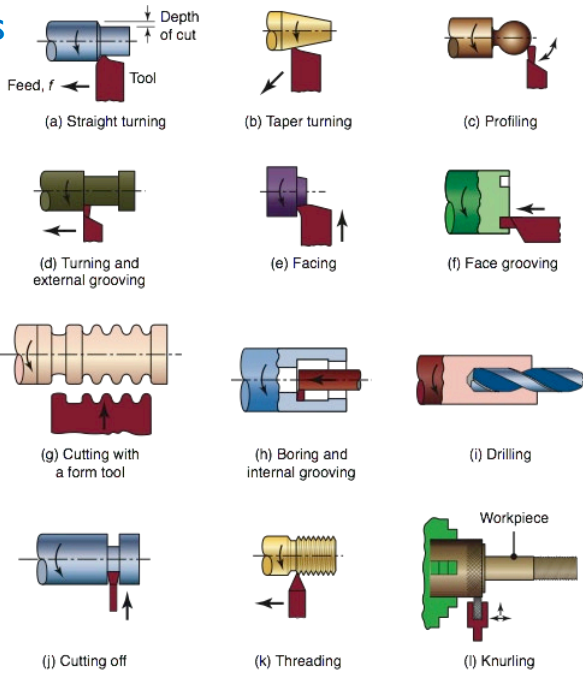 s
Depth
of cut
Feed, f
Tool
(a) Straight turning
(b) Taper turning
(c) Profiling
(d) Turning and
external grooving
(e) Facing
(f) Face grooving
(g) Cutting with
a form tool
(h) Boring and
internal grooving
(i) Drilling
Workpiece
(j) Cutting off
(k) Threading
(l) Knurling